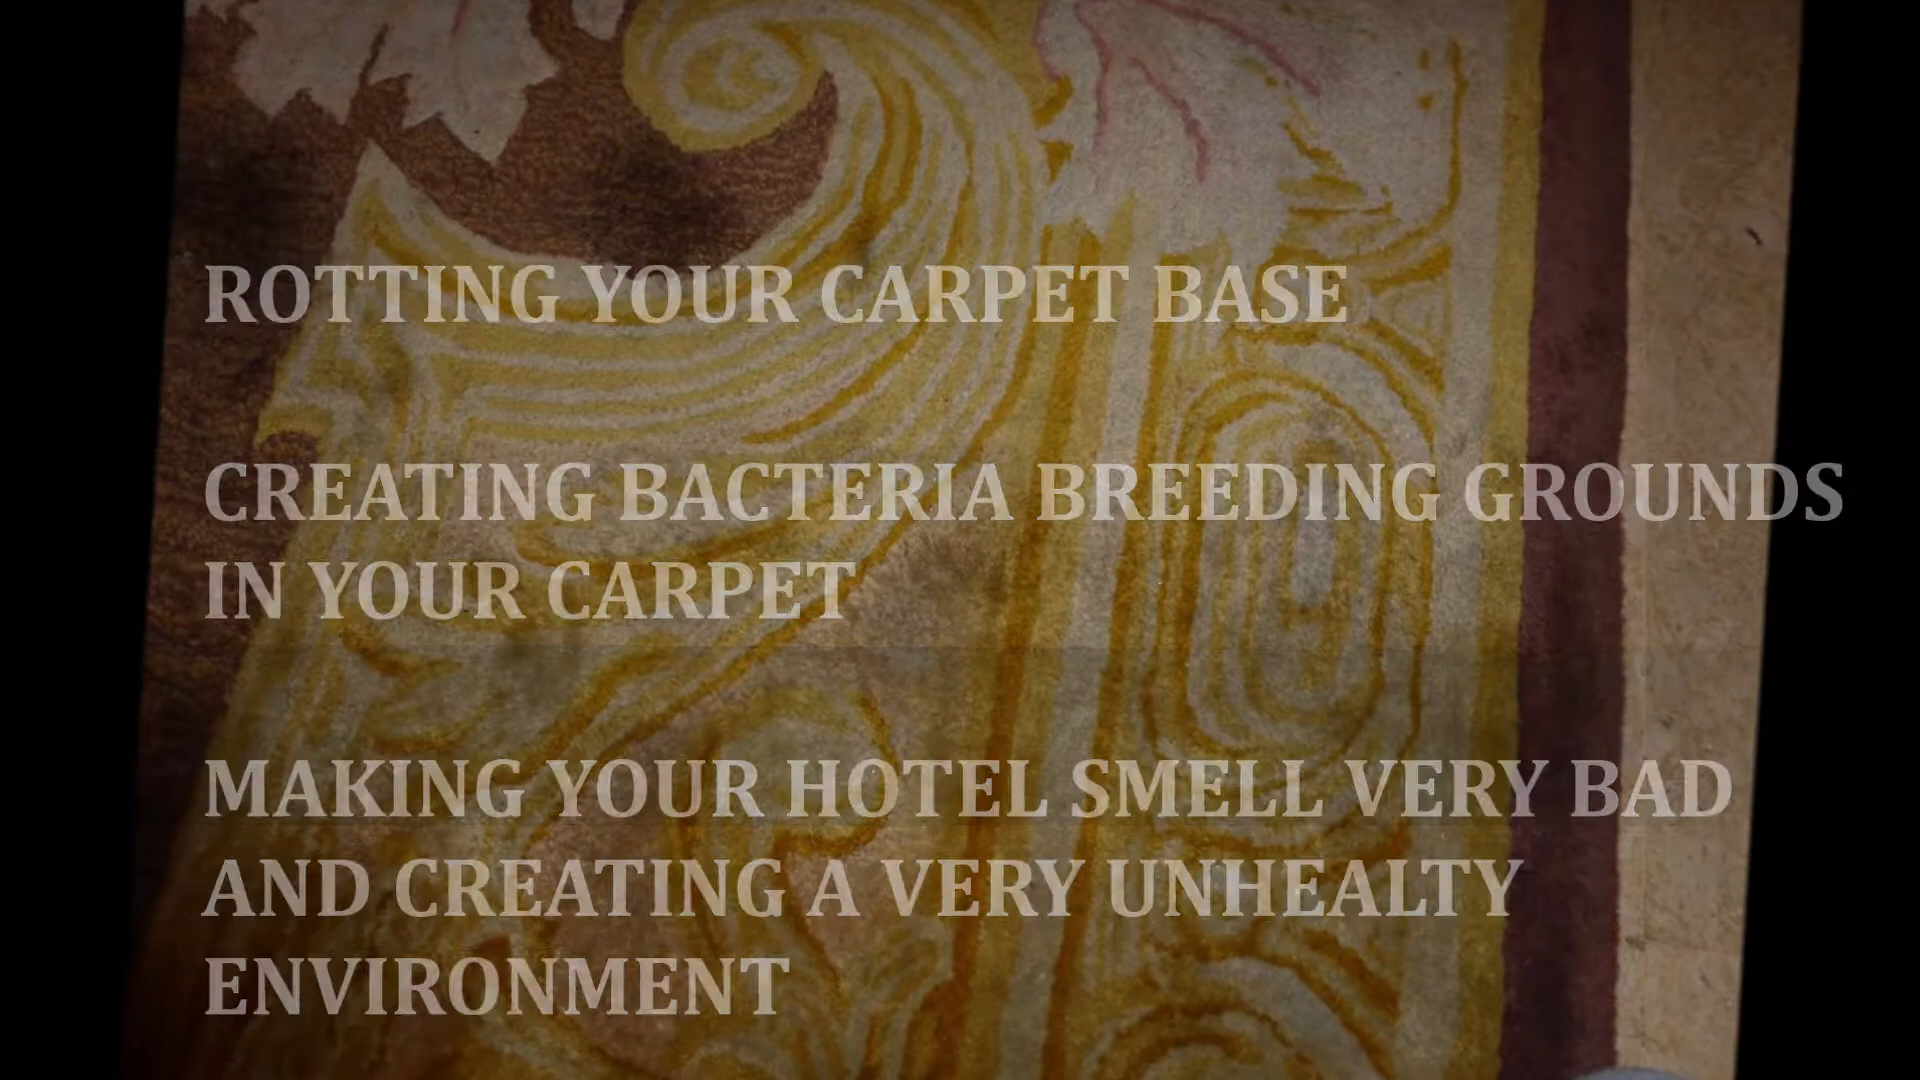 ROTTING YOUR CARPET BASE
CREATING BACTERIA BREEDING GROUNDS
IN YOUR CARPET
MAKING YOUR HOTEL SMELL VERY BAD
AND CREATING A VERY UNHEALTY
ENVIRONMENT